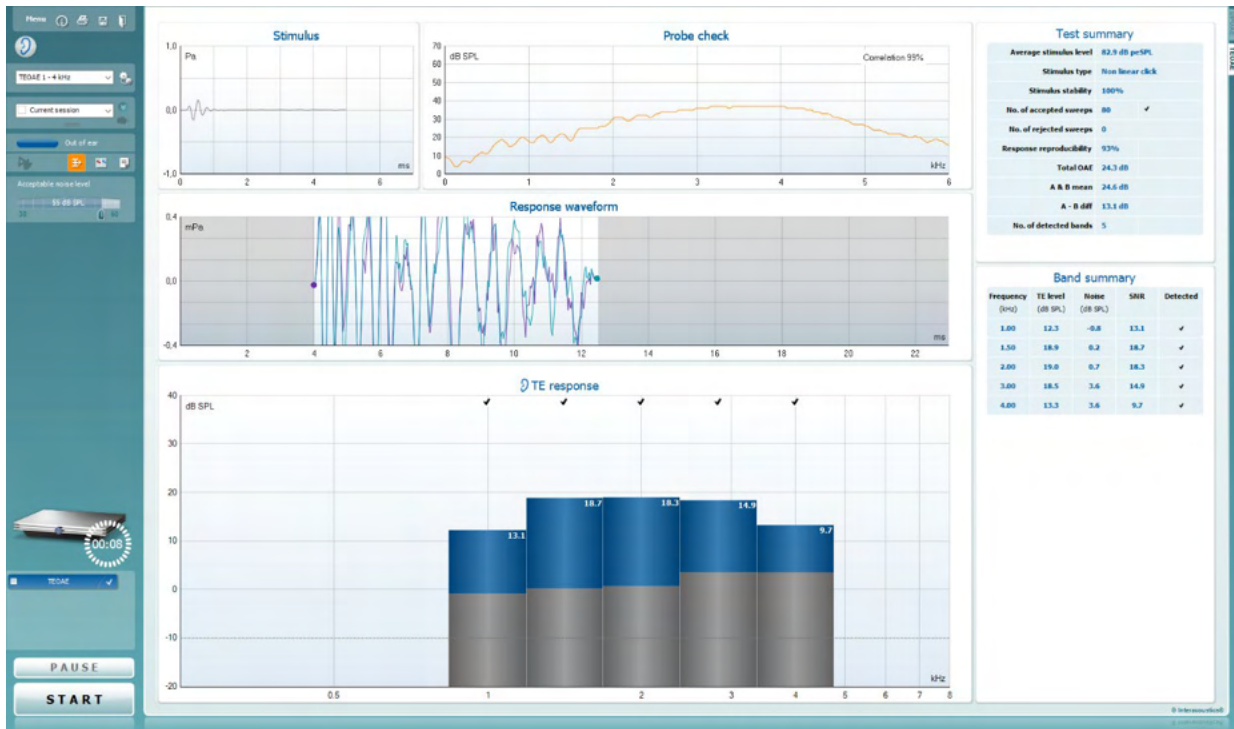 Menu
TEOAE 1 - 4 kHz
Current session
Out of ear
Acceptable noise level
55 dB SPL
30 60
00:08
TEOAE
PAUSE
START
Stimulus
1,0
Pa
0,0
-1,0
ms
0 2 4 6
Probe check
70
dB SPL
Correlation 99%
60
50
40
30
20
10
0
kHz
0 1 2 3 4 5 6
Response waveform
0,4
mPa
0,0
-0,4
ms
2 4 6 8 10 12 14 16 18 20 22
TE response
40
dB SPL
30
20
10
0
-10
-20
13.1 18.7 18.3 14.9 9.7
kHz
0.5 1 2 3 4 5 6 7 8
Test summary
Average stimulus level 82.9 dB peSPL
Stimulus type Non linear click
Stimulus stability 100%
No. of accepted sweeps 80
No. of rejected sweeps 0
Response reproducibility 93%
Total OAE 24.3 dB
A & B mean 24.6 dB
A - B diff 13.1 dB
No. of detected bands 5
Band summary
Frequency TE level Noise SNR Detected
(kHz) (dB SPL) (dB SPL)
1.00 12.3 -0.8 13.1
1.50 18.9 0.2 18.7
2.00 19.0 0.7 18.3
3.00 18.5 3.6 14.9
4.00 13.3 3.6 9.7
TEOAE
© Interacoustics®